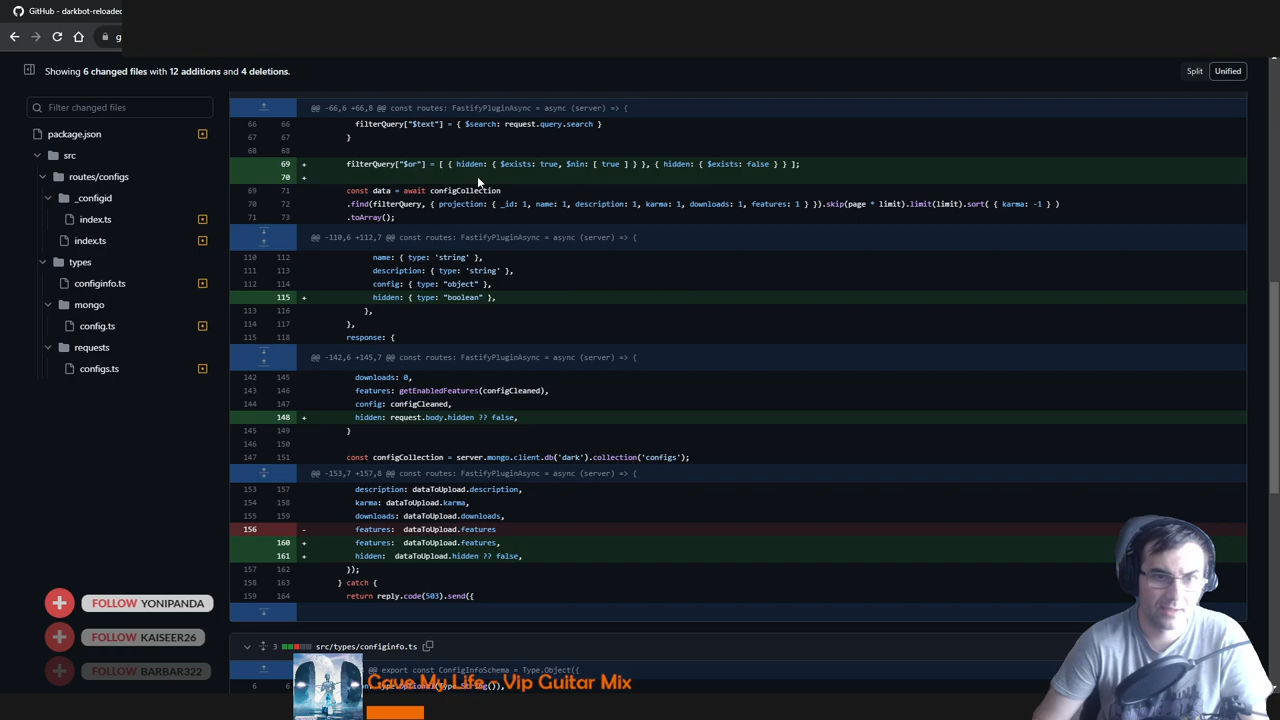 GitHub - darkbot-reloaded
g
Showing 6 changed files with 12 additions and 4 deletions.
Split
Unified
Filter changed files
package.json
src
routes/configs
_configid
index.ts
index.ts
types
configinfo.ts
mongo
config.ts
requests
configs.ts
@@ -66,6 +66,8 @@ const routes: FastifyPluginAsync = async (server) => {
66 66 filterQuery["$text"] = { $search: request.query.search }
67 67 }
68 68
69 + filterQuery["$or"] = [ { hidden: { $exists: true, $nin: [ true ] } }, { hidden: { $exists: false } } ];
70 +
69 71 const data = await configCollection
70 72 .find(filterQuery, { projection: { _id: 1, name: 1, description: 1, karma: 1, downloads: 1, features: 1 } }).skip(page * limit).limit(limit).sort( { karma: -1 } )
71 73 .toArray();
@@ -110,6 +112,7 @@ const routes: FastifyPluginAsync = async (server) => {
110 112 name: { type: 'string' },
111 113 description: { type: 'string' },
112 114 config: { type: "object" },
115 + hidden: { type: "boolean" },
113 116 },
114 117 },
115 118 response: {
@@ -142,6 +145,7 @@ const routes: FastifyPluginAsync = async (server) => {
142 145 downloads: 0,
143 146 features: getEnabledFeatures(configCleaned),
144 147 config: configCleaned,
148 + hidden: request.body.hidden ?? false,
145 149 }
146 150
147 151 const configCollection = server.mongo.client.db('dark').collection('configs');
@@ -153,7 +157,8 @@ const routes: FastifyPluginAsync = async (server) => {
153 157 description: dataToUpload.description,
154 158 karma: dataToUpload.karma,
155 159 downloads: dataToUpload.downloads,
156 - features: dataToUpload.features
160 + features: dataToUpload.features,
161 + hidden: dataToUpload.hidden ?? false,
157 162 });
158 163 } catch {
159 164 return reply.code(503).send({
3 src/types/configinfo.ts
@@ export const ConfigInfoSchema = Type.Object({
6 6
FOLLOW YONIPANDA
FOLLOW KAISEER26
FOLLOW BARBAR322
Cave My Life - Vip Guitar Mix